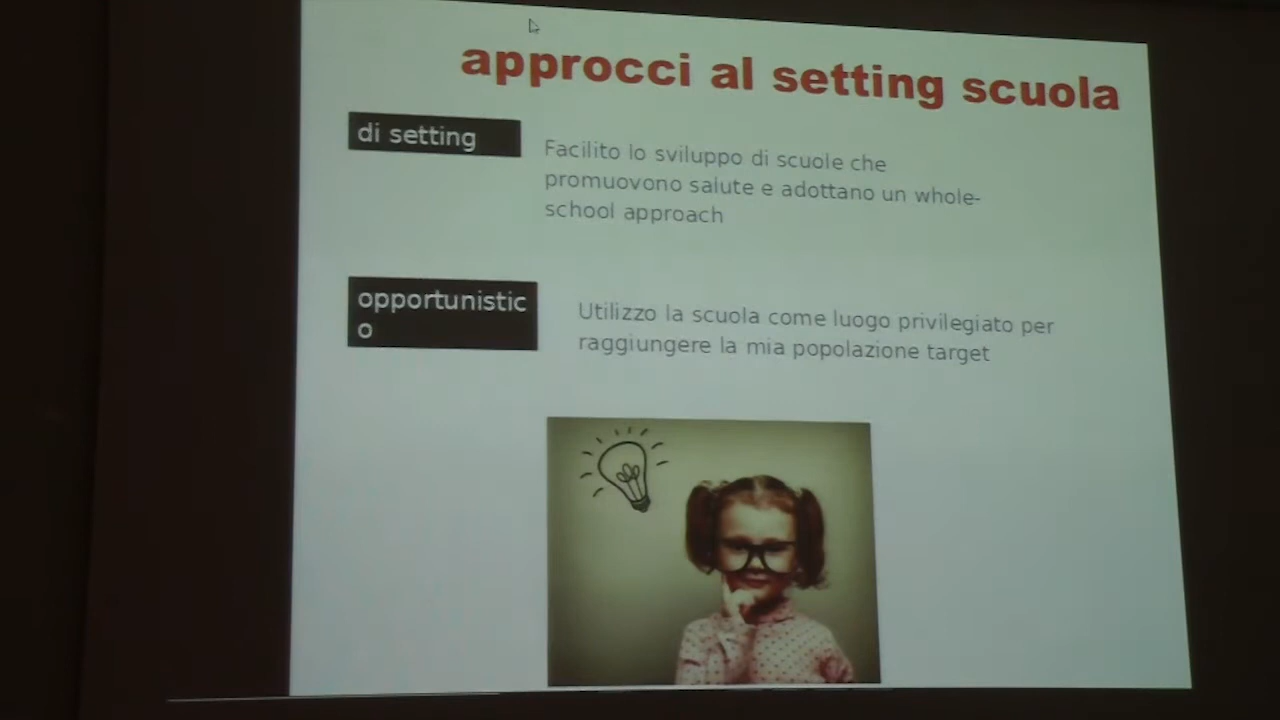 approcci al setting scuola
di setting
Facilito lo sviluppo di scuole che
promuovono salute e adottano un whole-
school approach
opportunistic
o
Utilizzo la scuola come luogo privilegiato per
raggiungere la mia popolazione target